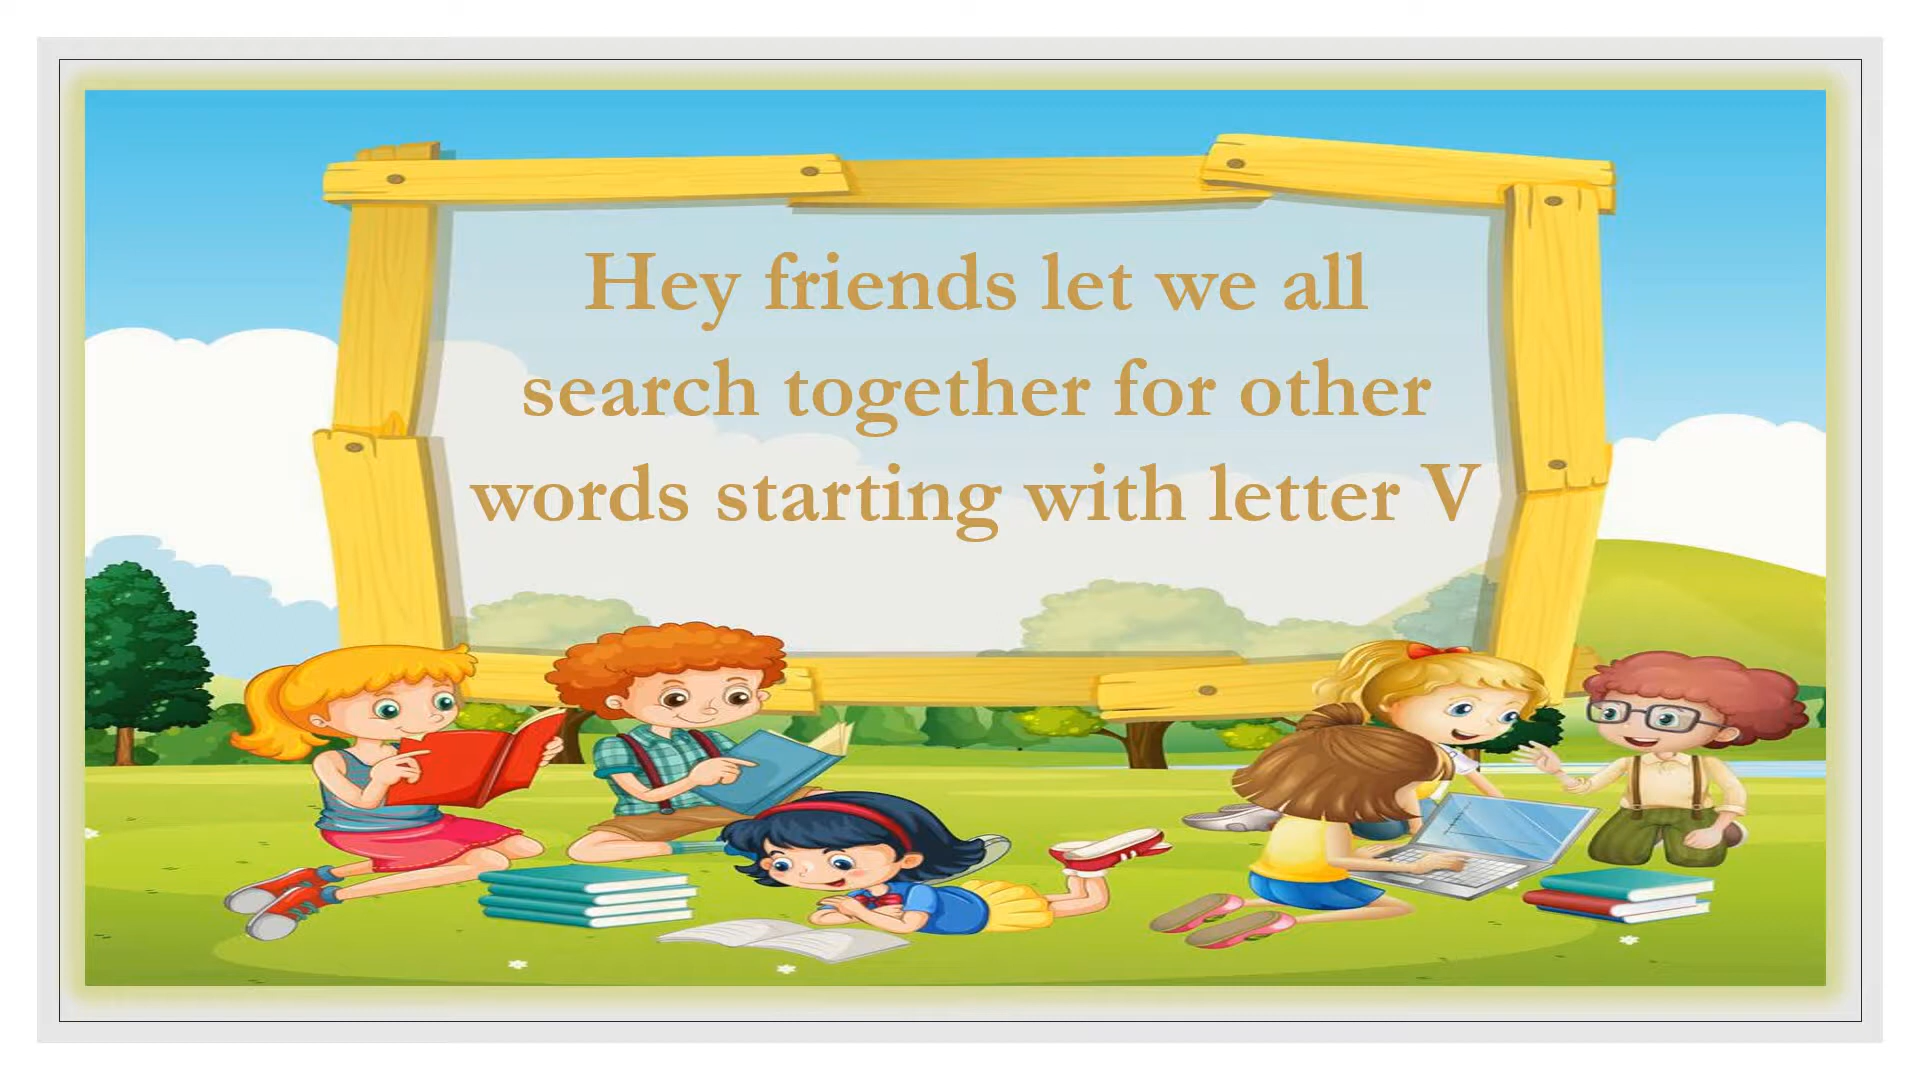 Hey friends let we all
search together for other
words starting with letter V